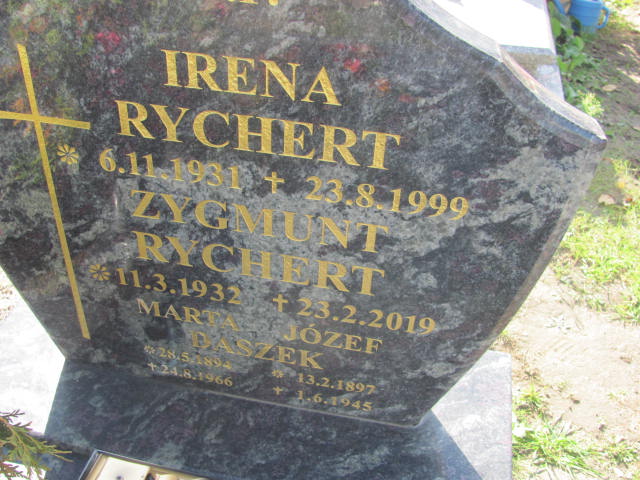 IRENA
RYCHERT
* 6.11.1931 + 23.8.1999
ZYGMUNT
RYCHERT
* 11.3.1932 + 23.2.2019
MARTA JÓZEF
BASZEK
* 28.5.1894 * 13.2.1897
+ 24.8.1966 + 1.6.1945